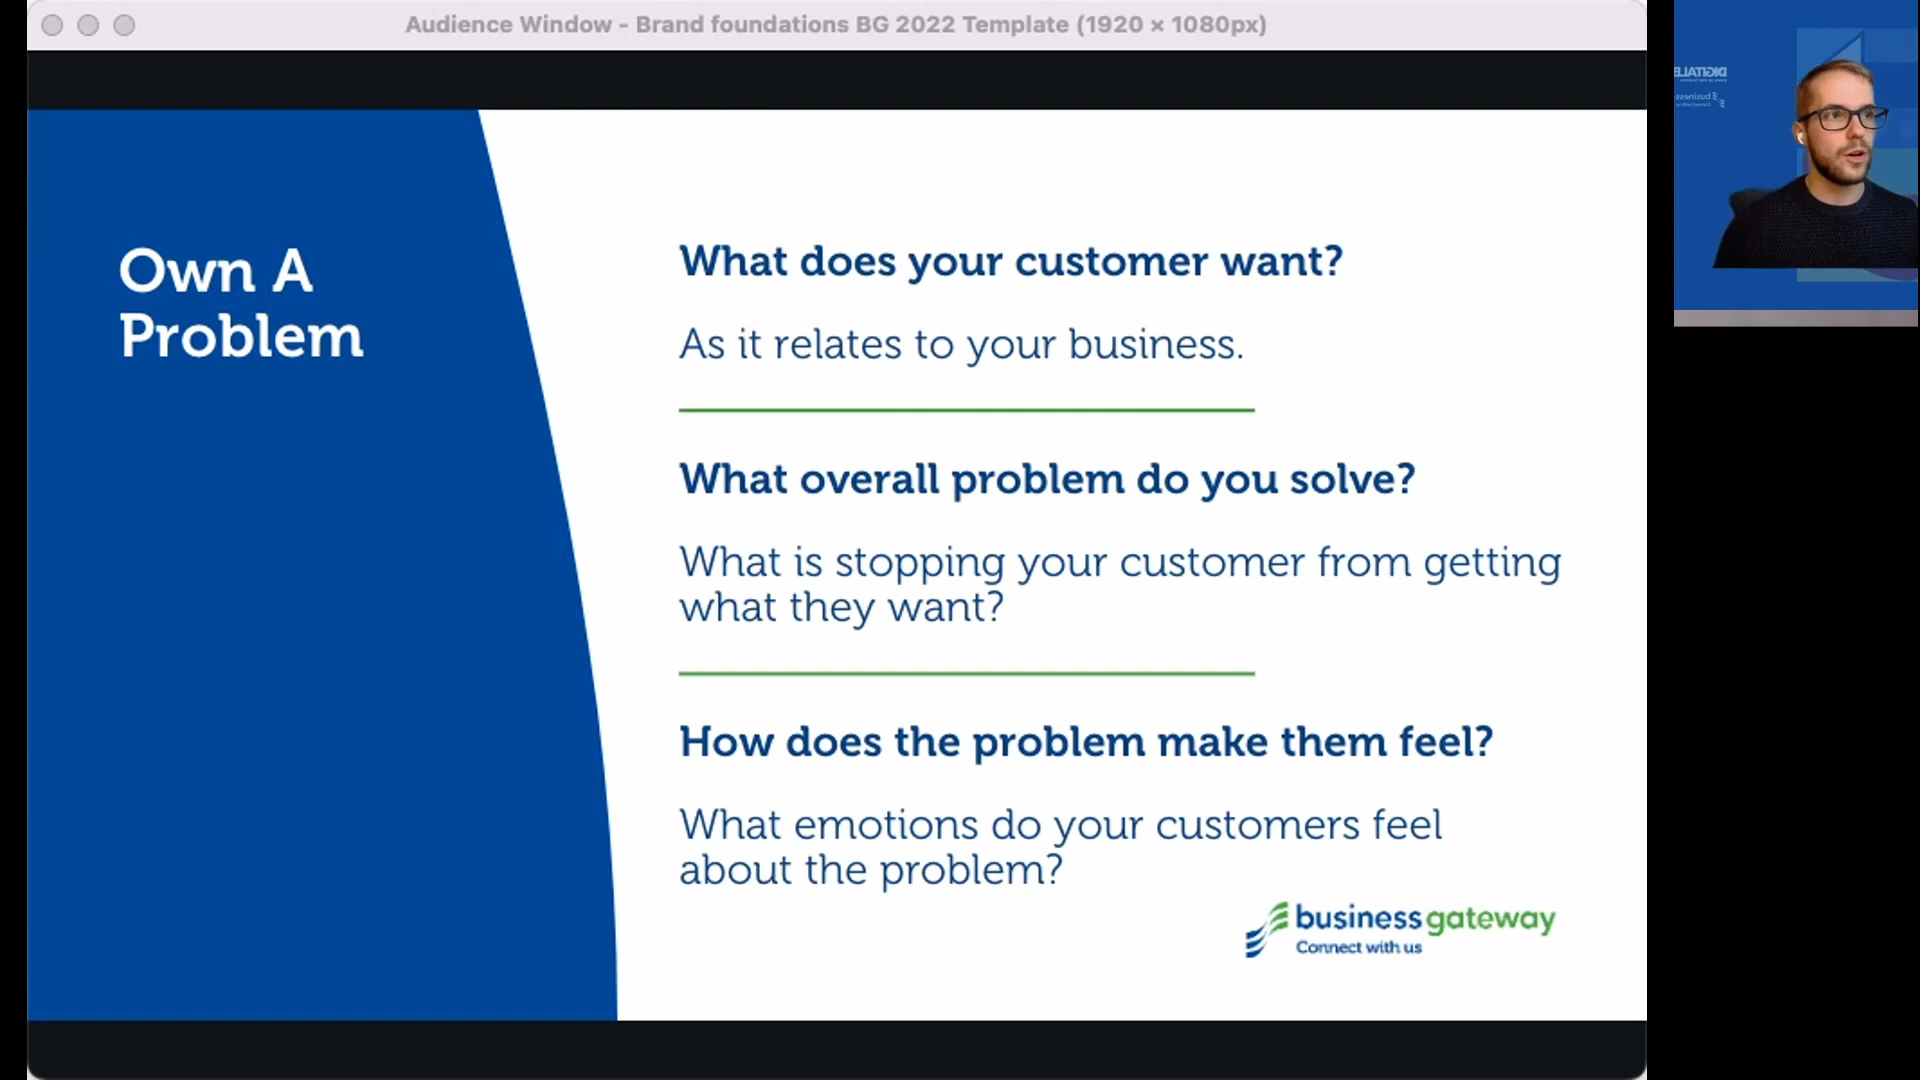 Audience Window - Brand foundations BG 2022 Template (1920 × 1080px)
Own A
Problem
What does your customer want?
As it relates to your business.
What overall problem do you solve?
What is stopping your customer from getting
what they want?
How does the problem make them feel?
What emotions do your customers feel
about the problem?
businessgateway
Connect with us